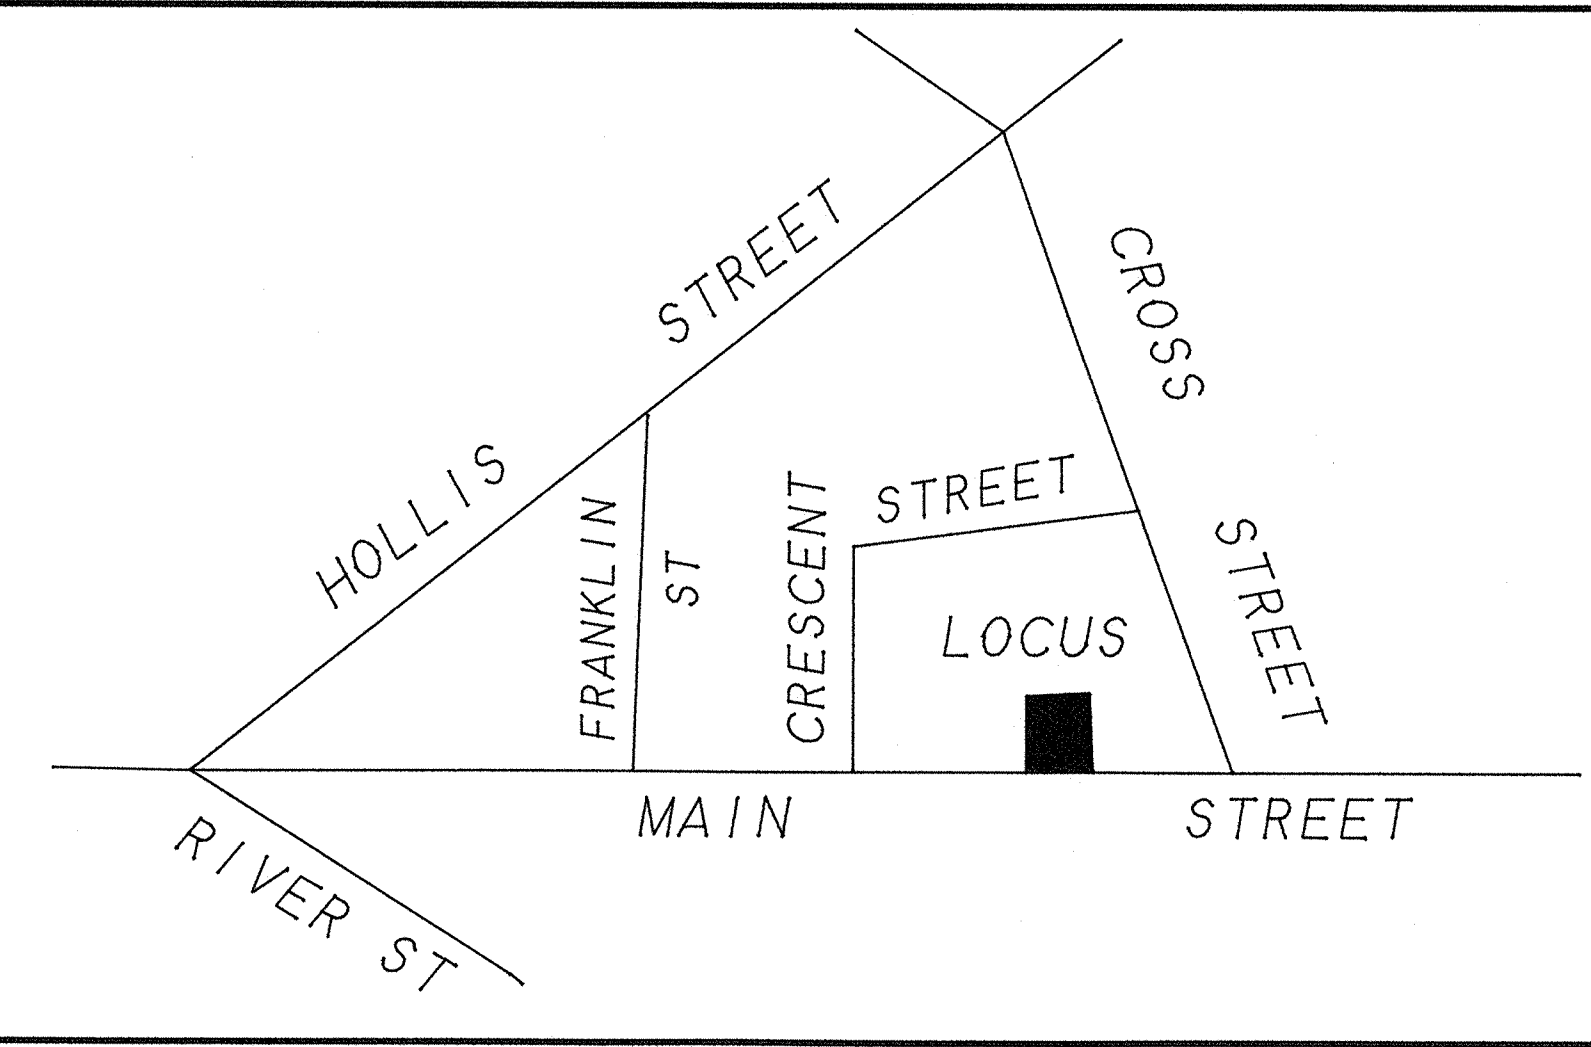 HOLLIS STREET
CROSS STREET
FRANKLIN ST
CRESCENT STREET
LOCUS
MAIN STREET
RIVER ST